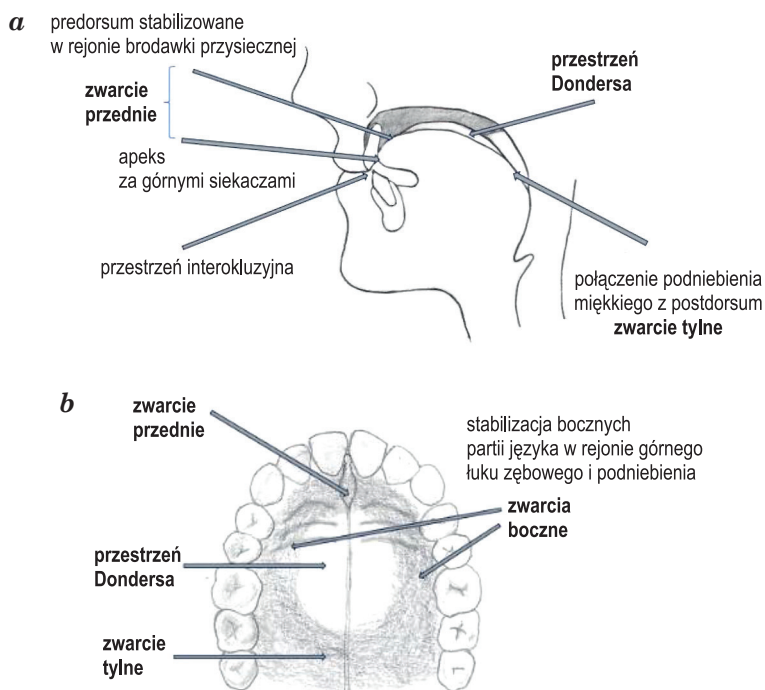 a
predorsum stabilizowane
w rejonie brodawki przysiecznej
zwarcie
przednie
przestrzeń
Dondersa
apeks
za górnymi siekaczami
przestrzeń interokluzyjna
połączenie podniebienia
miękkiego z postdorsum
zwarcie tylne
b
zwarcie
przednie
stabilizacja bocznych
partii języka w rejonie górnego
łuku zębowego i podniebienia
zwarcia
boczne
przestrzeń
Dondersa
zwarcie
tylne